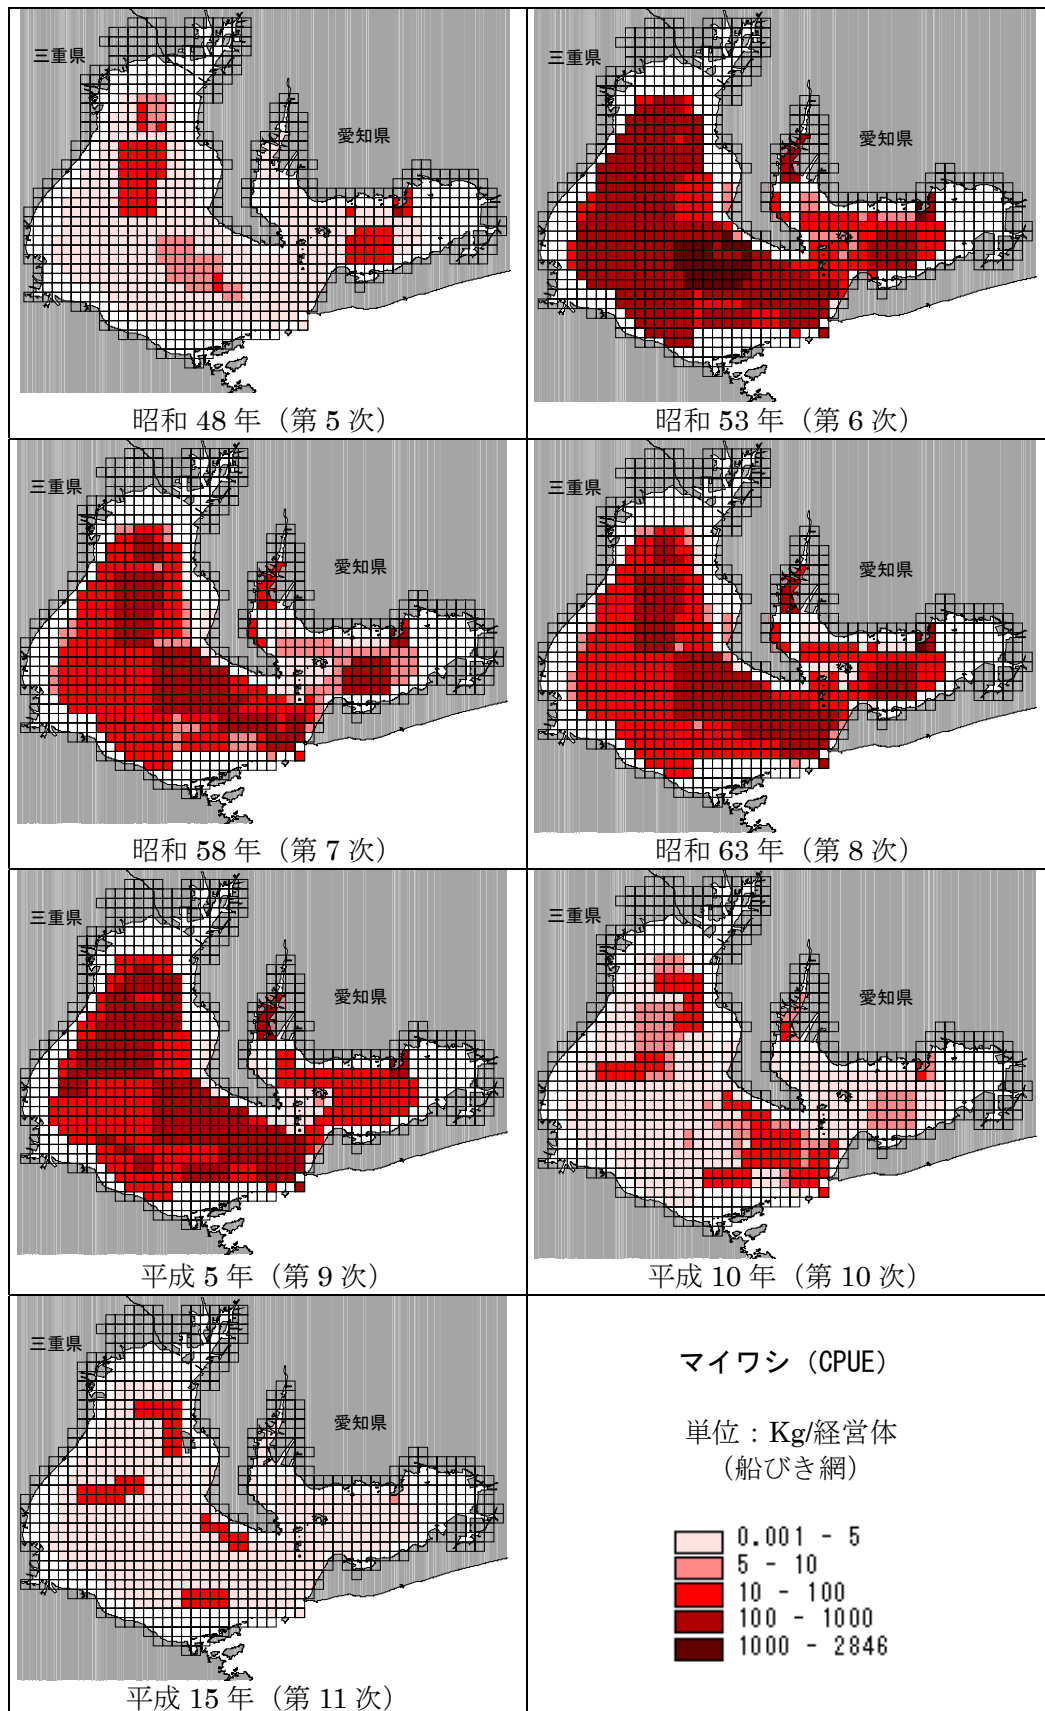 三重県
愛知県
昭和 48 年（第 5 次）
三重県
愛知県
昭和 53 年（第 6 次）
三重県
愛知県
昭和 58 年（第 7 次）
三重県
愛知県
昭和 63 年（第 8 次）
三重県
愛知県
平成 5 年（第 9 次）
三重県
愛知県
平成 10 年（第 10 次）
三重県
愛知県
平成 15 年（第 11 次）
マイワシ（CPUE）
単位：Kg/経営体
（船びき網）
0.001 - 5
5 - 10
10 - 100
100 - 1000
1000 - 2846